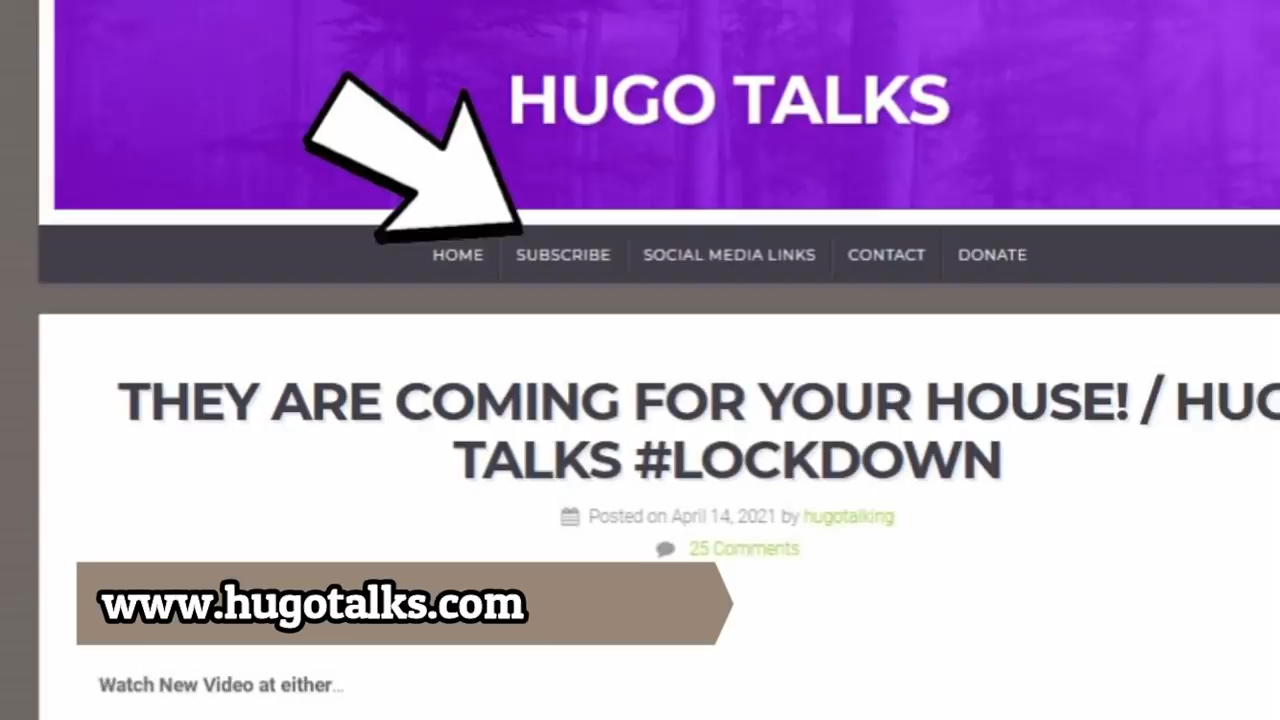 HUGO TALKS
HOME SUBSCRIBE SOCIAL MEDIA LINKS CONTACT DONATE
THEY ARE COMING FOR YOUR HOUSE! / HUG
TALKS #LOCKDOWN
Posted on April 14, 2021 by hugotalking
25 Comments
www.hugotalks.com
Watch New Video at either...